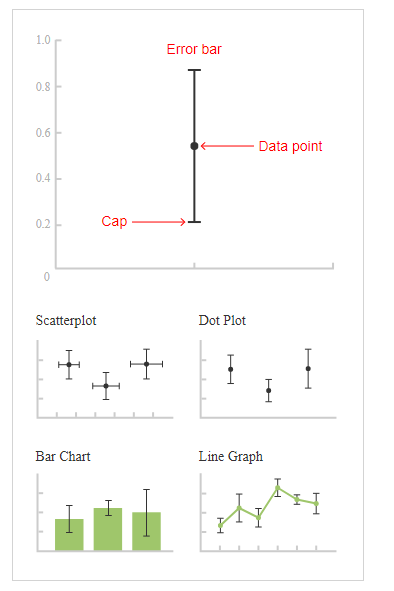 1.0
Error bar
0.8
0.6
Data point
0.4
Cap
0.2
0
Scatterplot
Dot Plot
Bar Chart
Line Graph